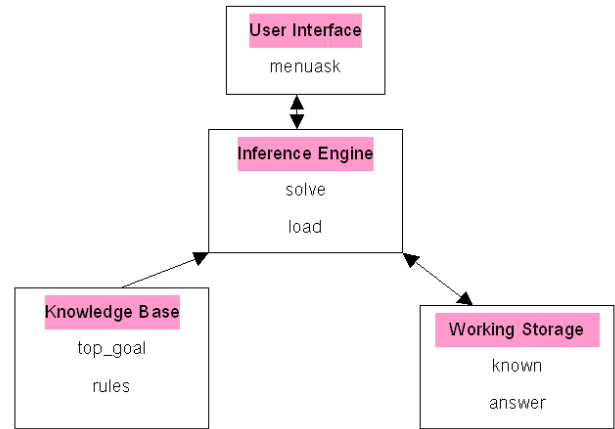 User Interface
menuask
Inference Engine
solve
load
Knowledge Base
top_goal
rules
Working Storage
known
answer